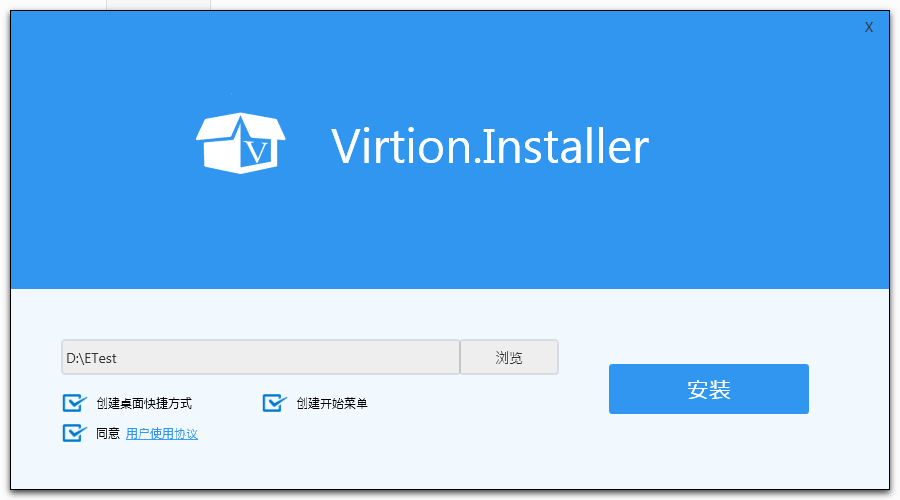 X
V
Virtion.Installer
D:\ETest
浏览
安装
创建桌面快捷方式
创建开始菜单
同意 用户使用协议